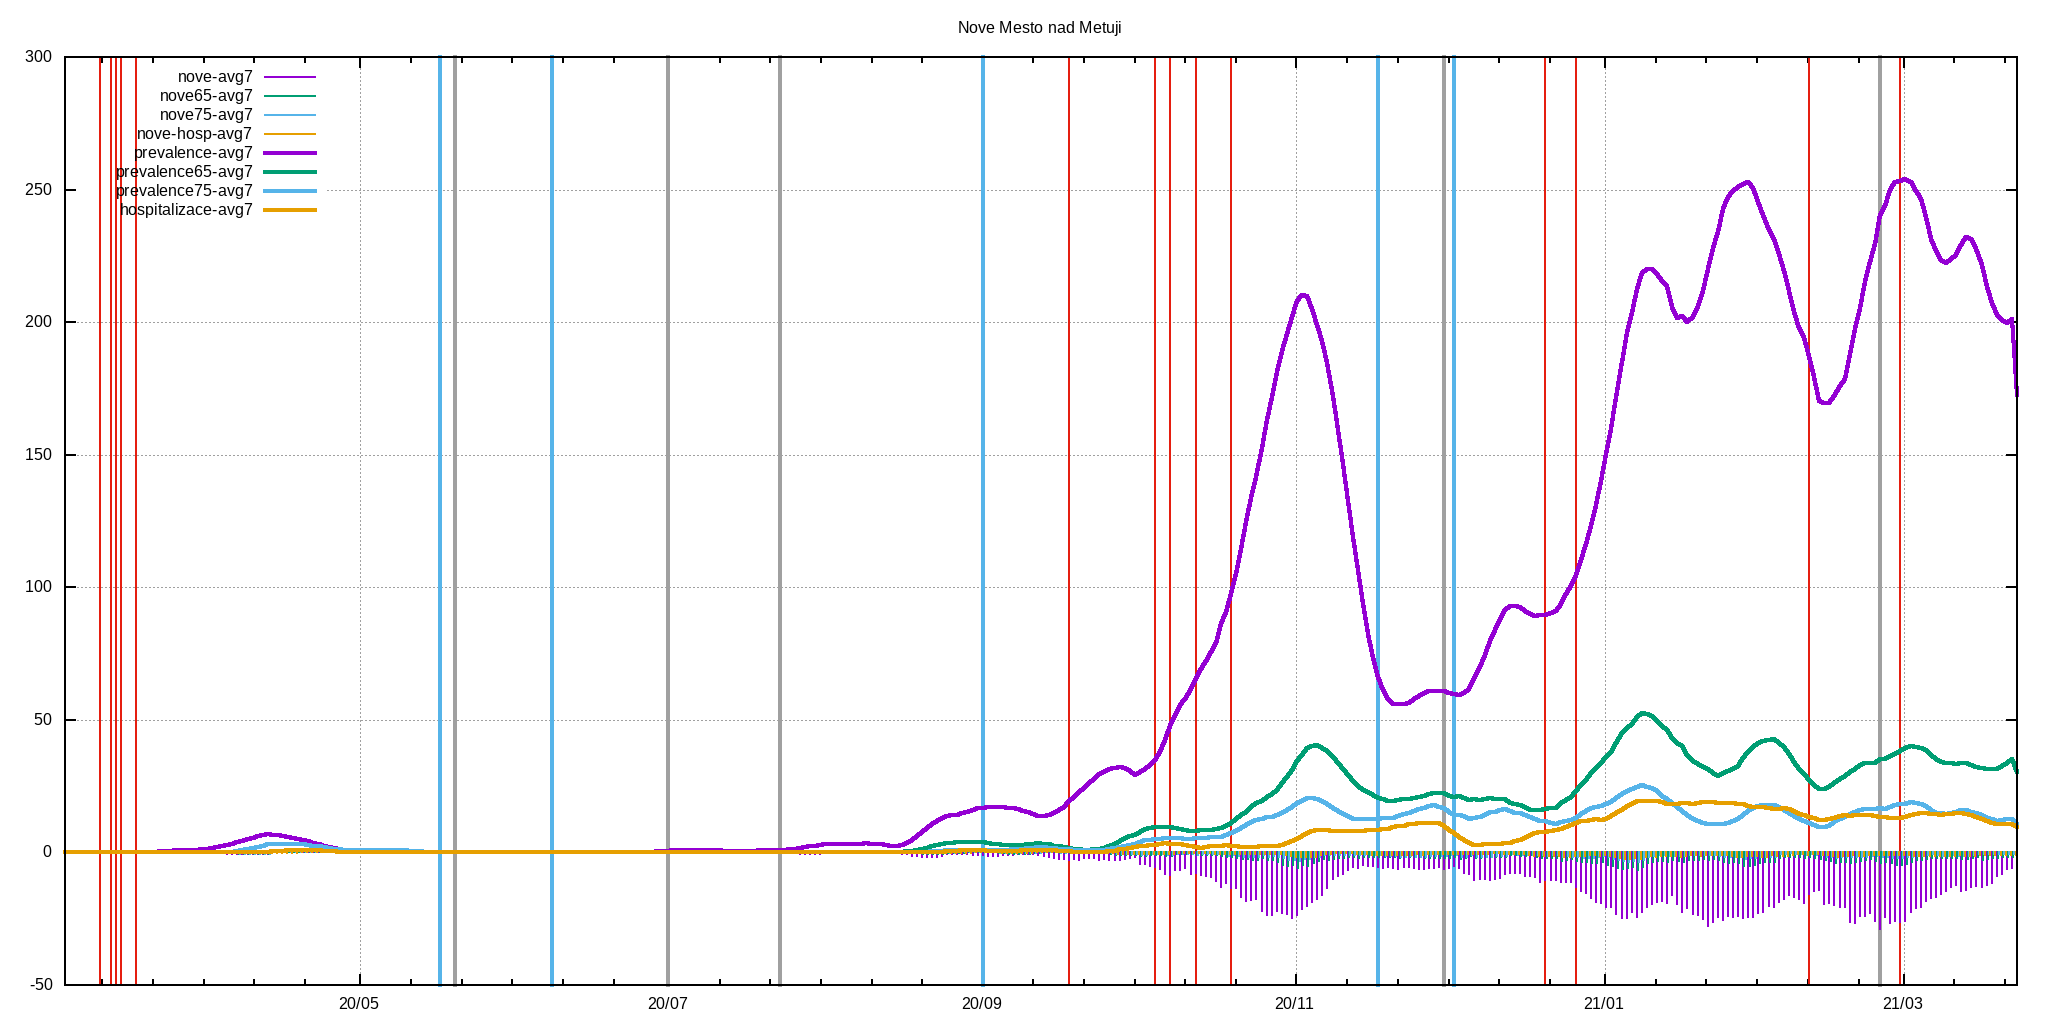 Nove Mesto nad Metuji
300
250
200
150
100
50
0
-50
nove-avg7
nove65-avg7
nove75-avg7
nove-hosp-avg7
prevalence-avg7
prevalence65-avg7
prevalence75-avg7
hospitalizace-avg7
20/05
20/07
20/09
20/11
21/01
21/03